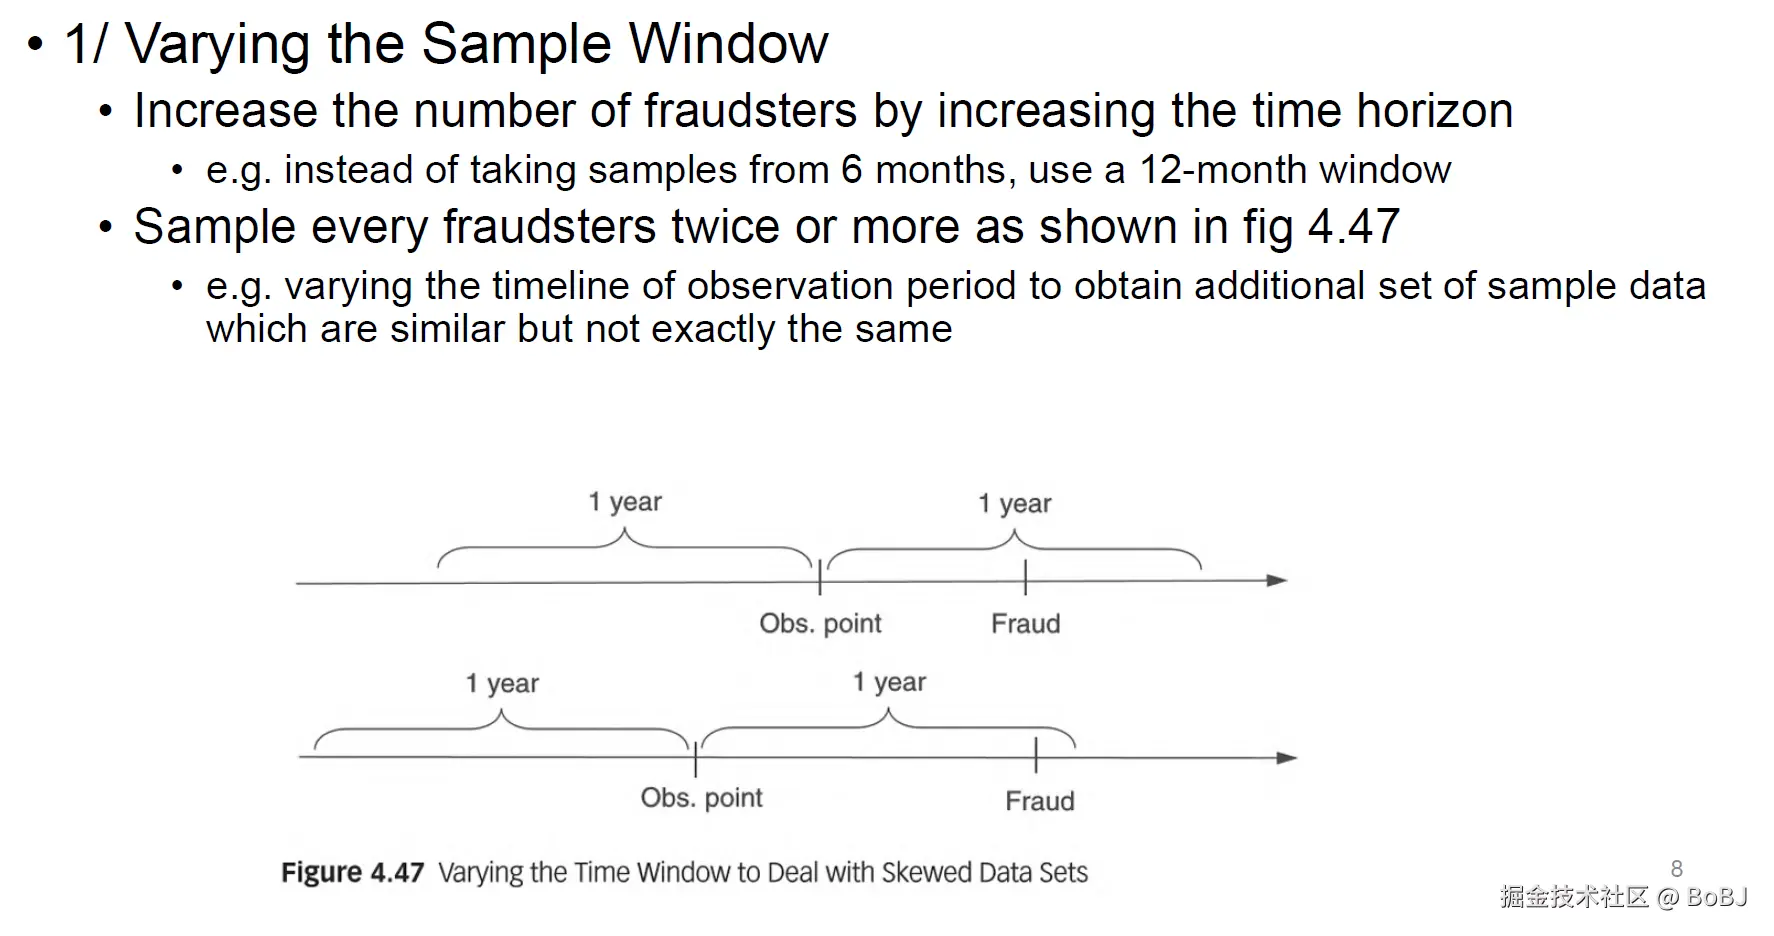 • 1/ Varying the Sample Window
• Increase the number of fraudsters by increasing the time horizon
• e.g. instead of taking samples from 6 months, use a 12-month window
• Sample every fraudsters twice or more as shown in fig 4.47
• e.g. varying the timeline of observation period to obtain additional set of sample data
which are similar but not exactly the same
1 year 1 year
Obs. point Fraud
1 year 1 year
Obs. point Fraud
Figure 4.47 Varying the Time Window to Deal with Skewed Data Sets
8
掘金技术社区 @ BoBJ